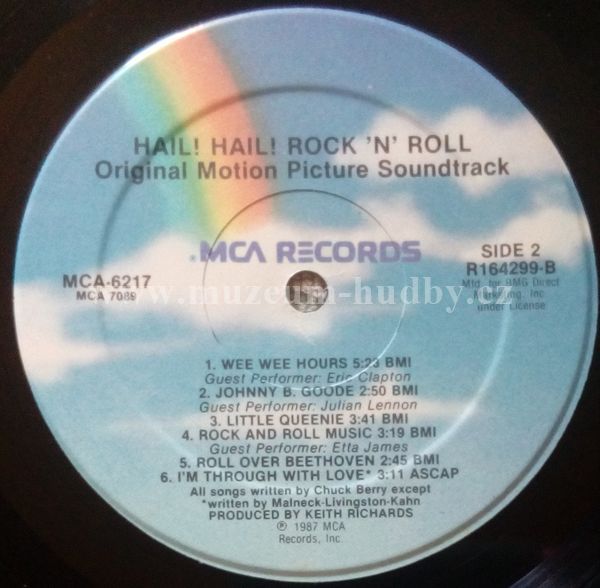 HAIL! HAIL! ROCK 'N' ROLL
Original Motion Picture Soundtrack
MCA RECORDS
MCA-6217
MCA 7089
SIDE 2
R164299-B
Mfd. for BMG Direct
Marketing, Inc.
under License
www.muzeum-hudby.cz
1. WEE WEE HOURS 5:23 BMI
Guest Performer: Eric Clapton
2. JOHNNY B. GOODE 2:50 BMI
Guest Performer: Julian Lennon
3. LITTLE QUEENIE 3:41 BMI
4. ROCK AND ROLL MUSIC 3:19 BMI
Guest Performer: Etta James
5. ROLL OVER BEETHOVEN 2:45 BMI
6. I'M THROUGH WITH LOVE* 3:11 ASCAP
All songs written by Chuck Berry except
*written by Malneck-Livingston-Kahn
PRODUCED BY KEITH RICHARDS
℗ 1987 MCA
Records, Inc.